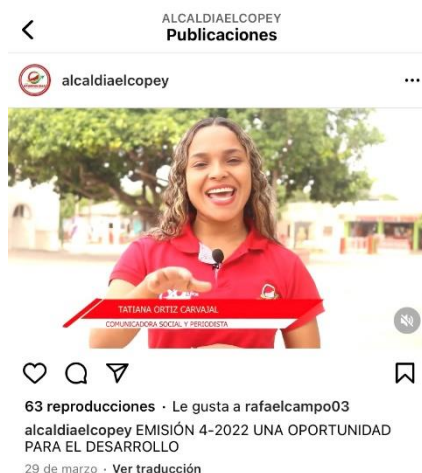 ALCALDIAELCOPEY
Publicaciones
alcaldiaelcopey
TATIANA ORTIZ CARVAJAL
COMUNICADORA SOCIAL Y PERIODISTA
63 reproducciones · Le gusta a rafaelcampo03
alcaldiaelcopey EMISIÓN 4-2022 UNA OPORTUNIDAD
PARA EL DESARROLLO
29 de marzo · Ver traducción